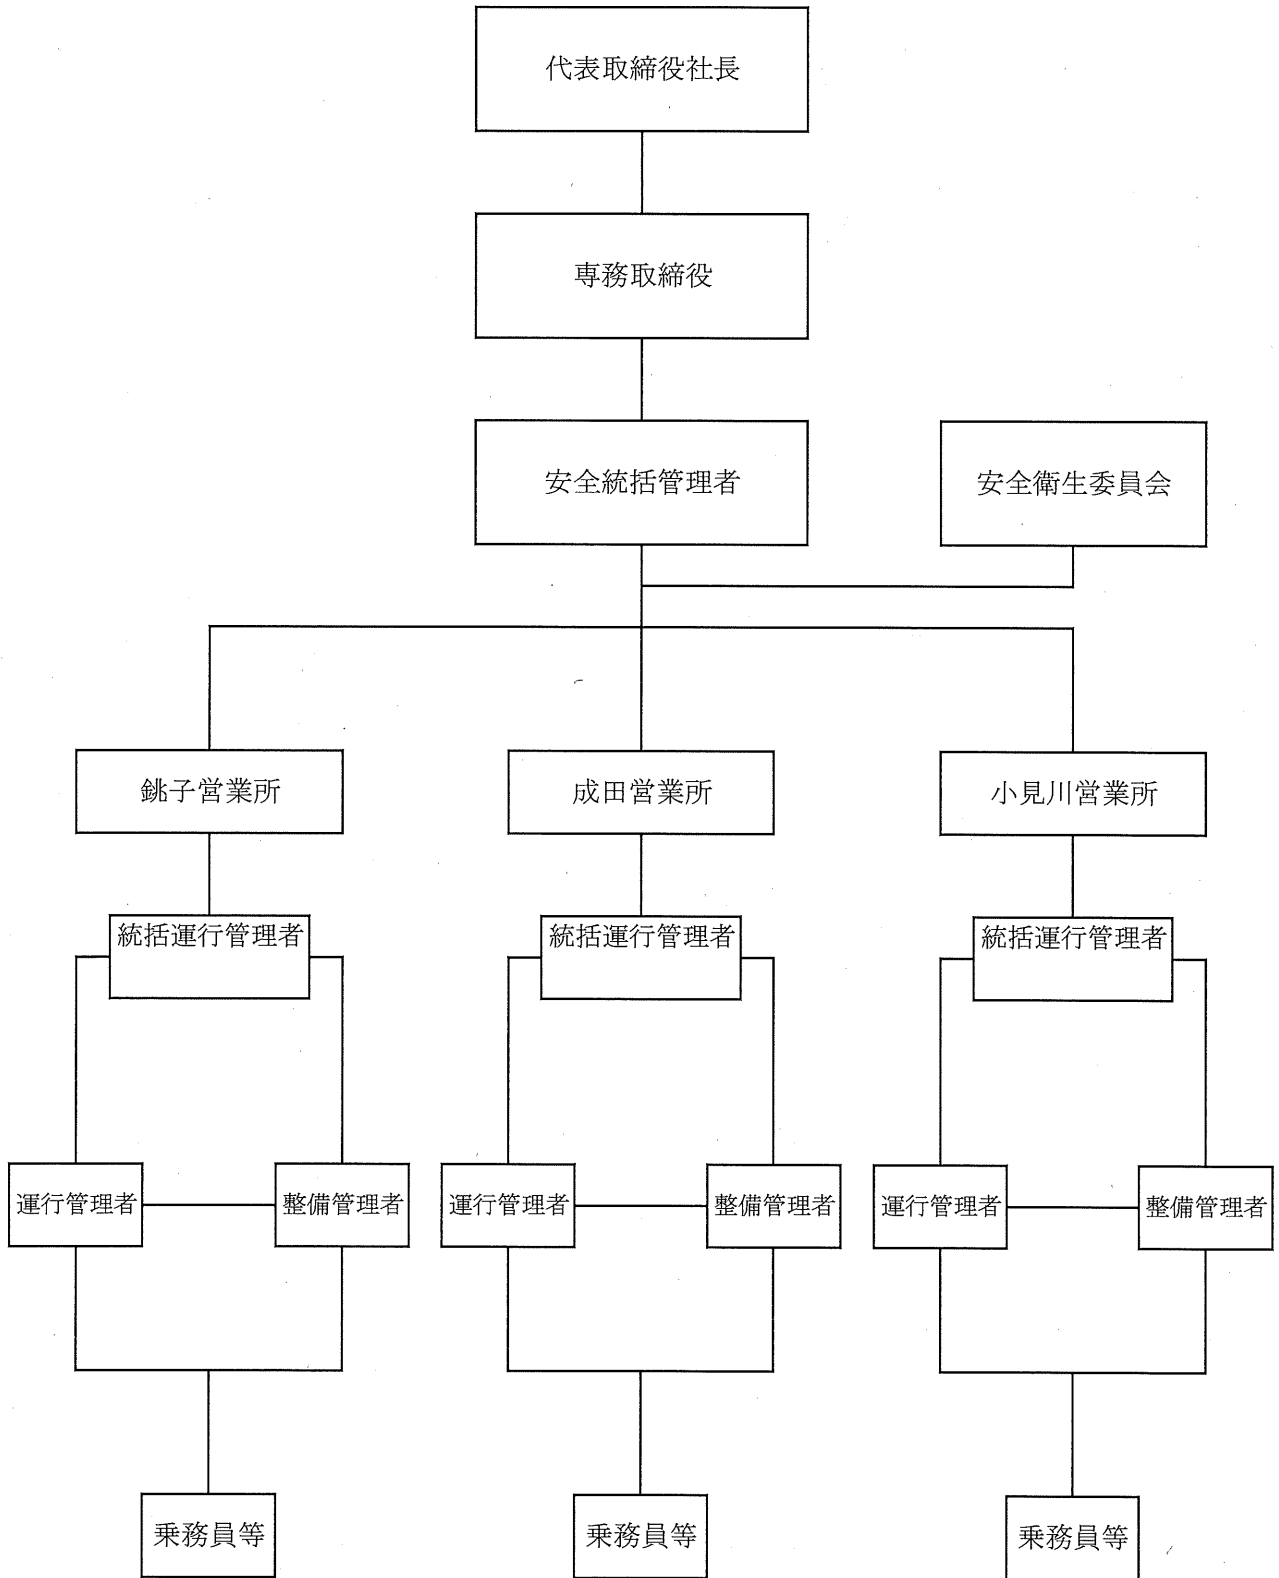 代表取締役社長
専務取締役
安全統括管理者
安全衛生委員会
銚子営業所
成田営業所
小見川営業所
統括運行管理者
統括運行管理者
統括運行管理者
運行管理者
整備管理者
運行管理者
整備管理者
運行管理者
整備管理者
乗務員等
乗務員等
乗務員等